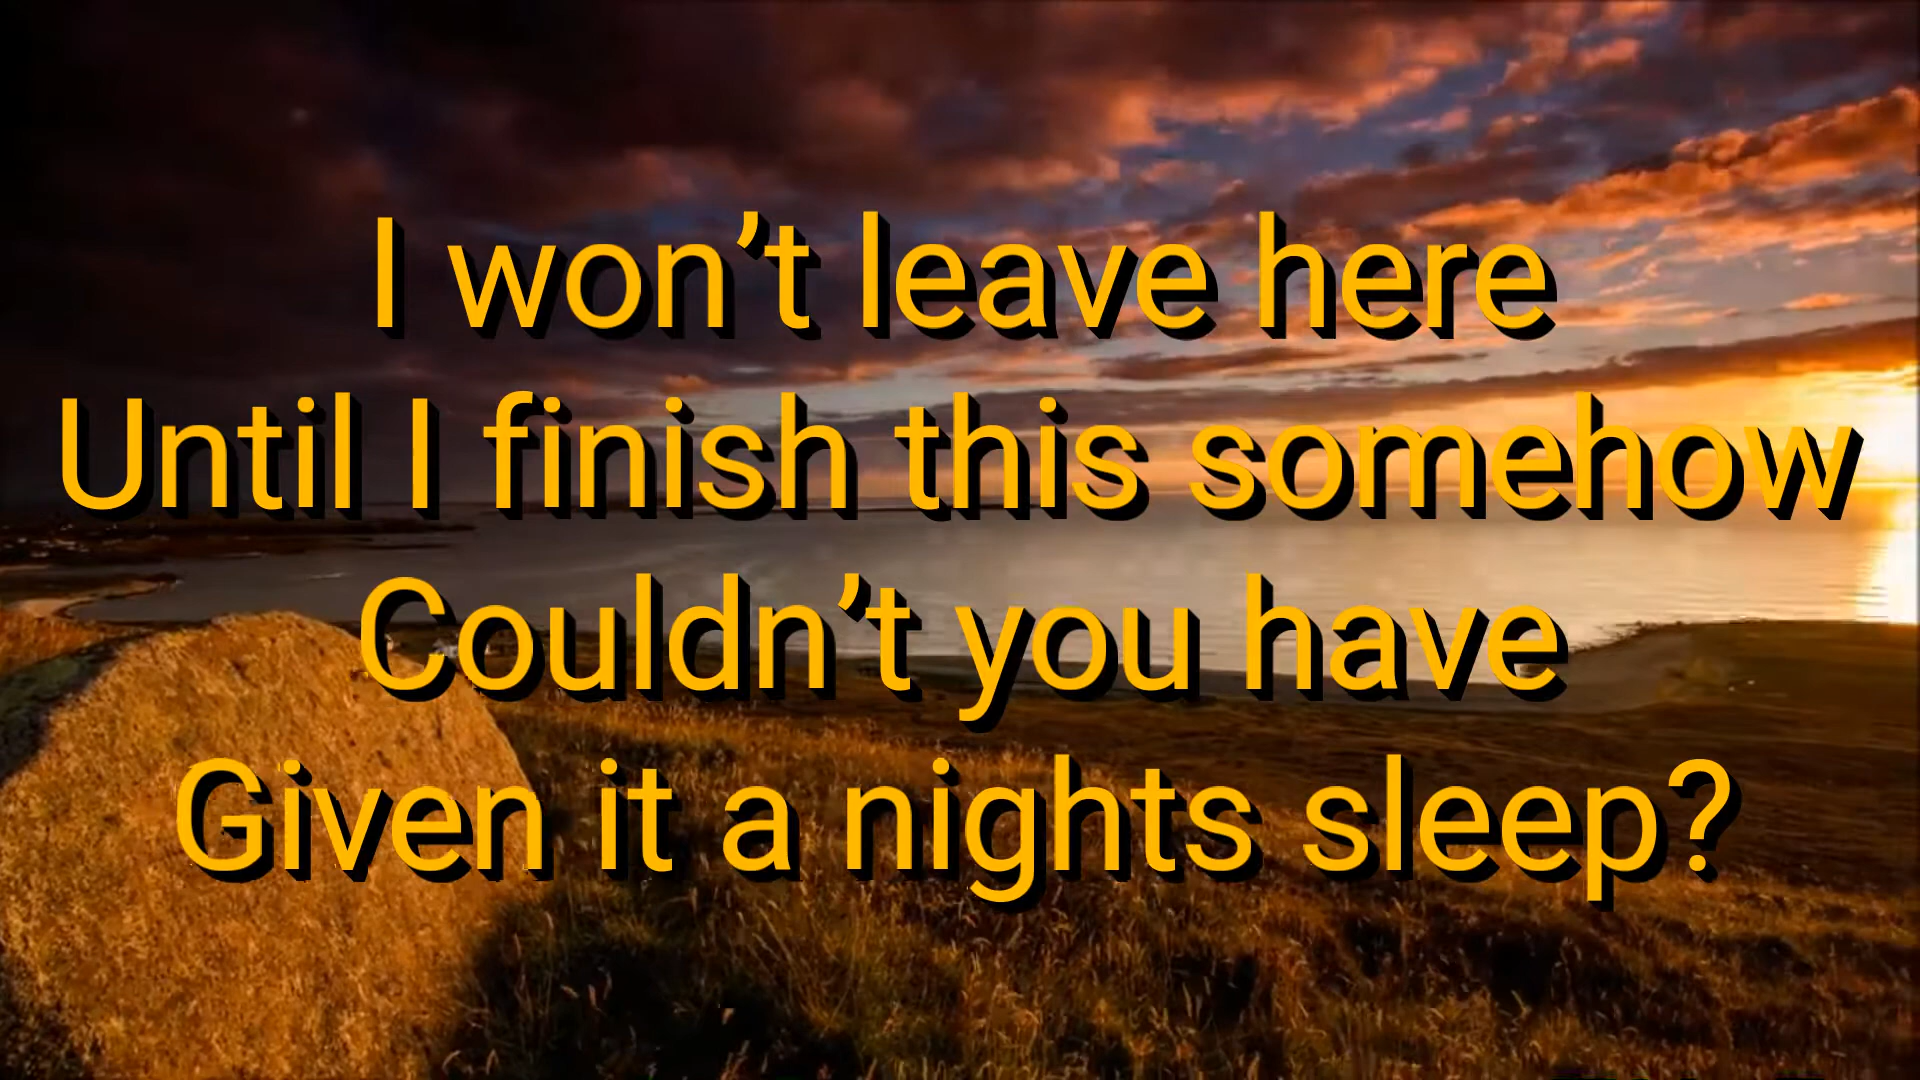 I won’t leave here
Until I finish this somehow
Couldn’t you have
Given it a nights sleep?